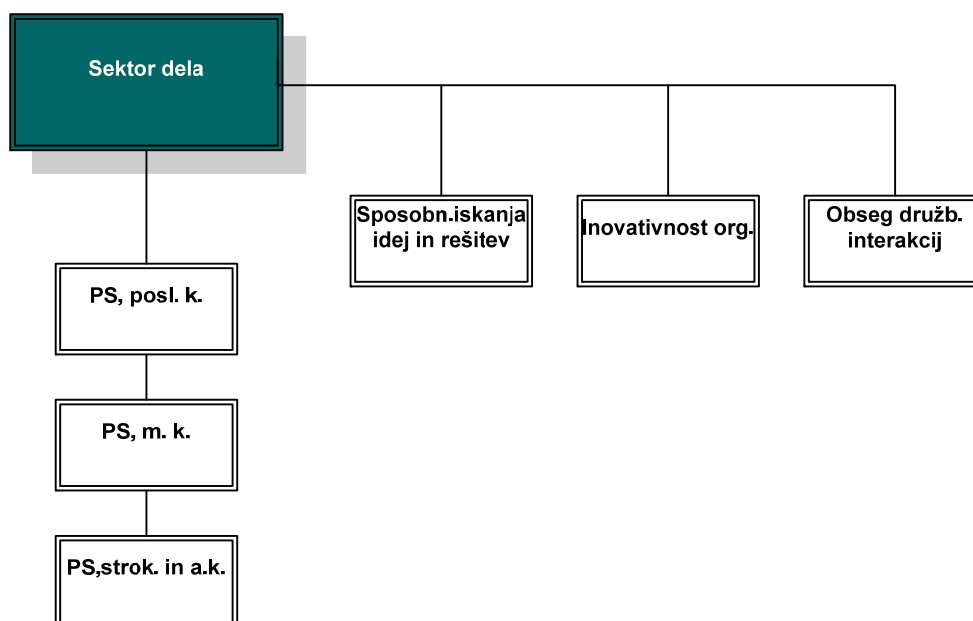 Sektor dela
Sposobn.iskanja
idej in rešitev
Inovativnost org.
Obseg družb.
interakcij
PS, posl. k.
PS, m. k.
PS,strok. in a.k.